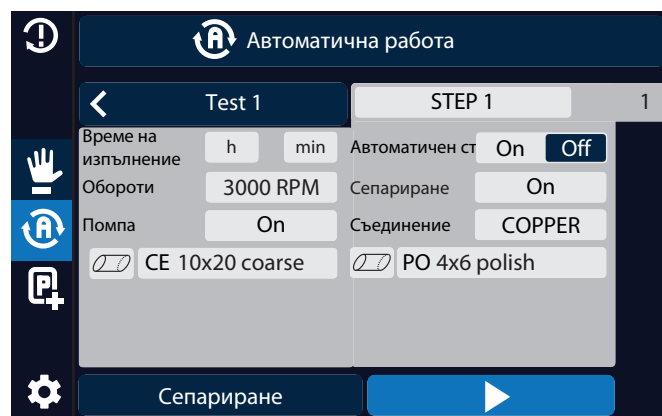 Автоматична работа
Test 1
STEP 1
1
Време на
изпълнение
h
min
Автоматичен ст
On
Off
Обороти
3000 RPM
Сепариране
On
Помпа
On
Съединение
COPPER
CE 10x20 coarse
PO 4x6 polish
Сепариране